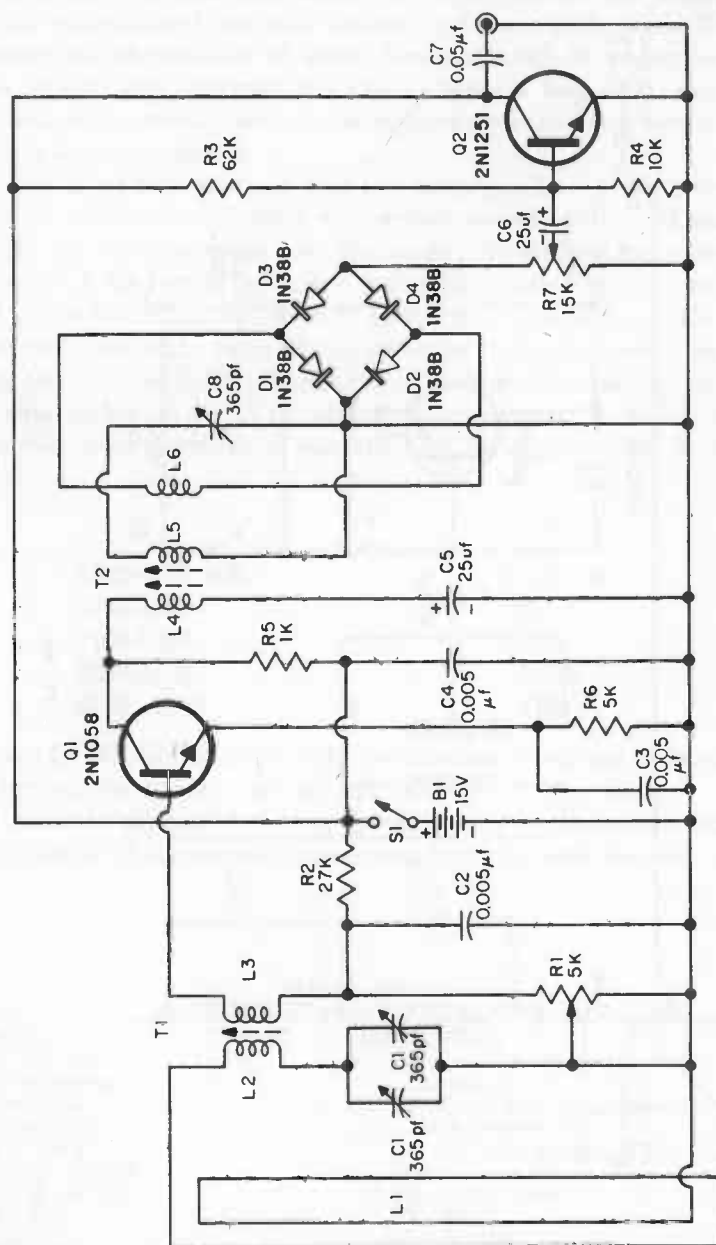 L1
L2
T1
L3
C1
365pf
C1
365pf
R1
5K
C2
0.005µf
R2
27K
S1
+
B1
15V
-
Q1
2N1058
C3
0.005
µf
R6
5K
C4
0.005
µf
R5
1K
+
C5
25uf
-
T2
L4
L5
L6
C8
365pf
D1
1N38B
D3
1N38B
D2
1N38B
D4
1N38B
R3
62K
R7
15K
C6
25uf
+
Q2
2N1251
R4
10K
C7
0.05µf